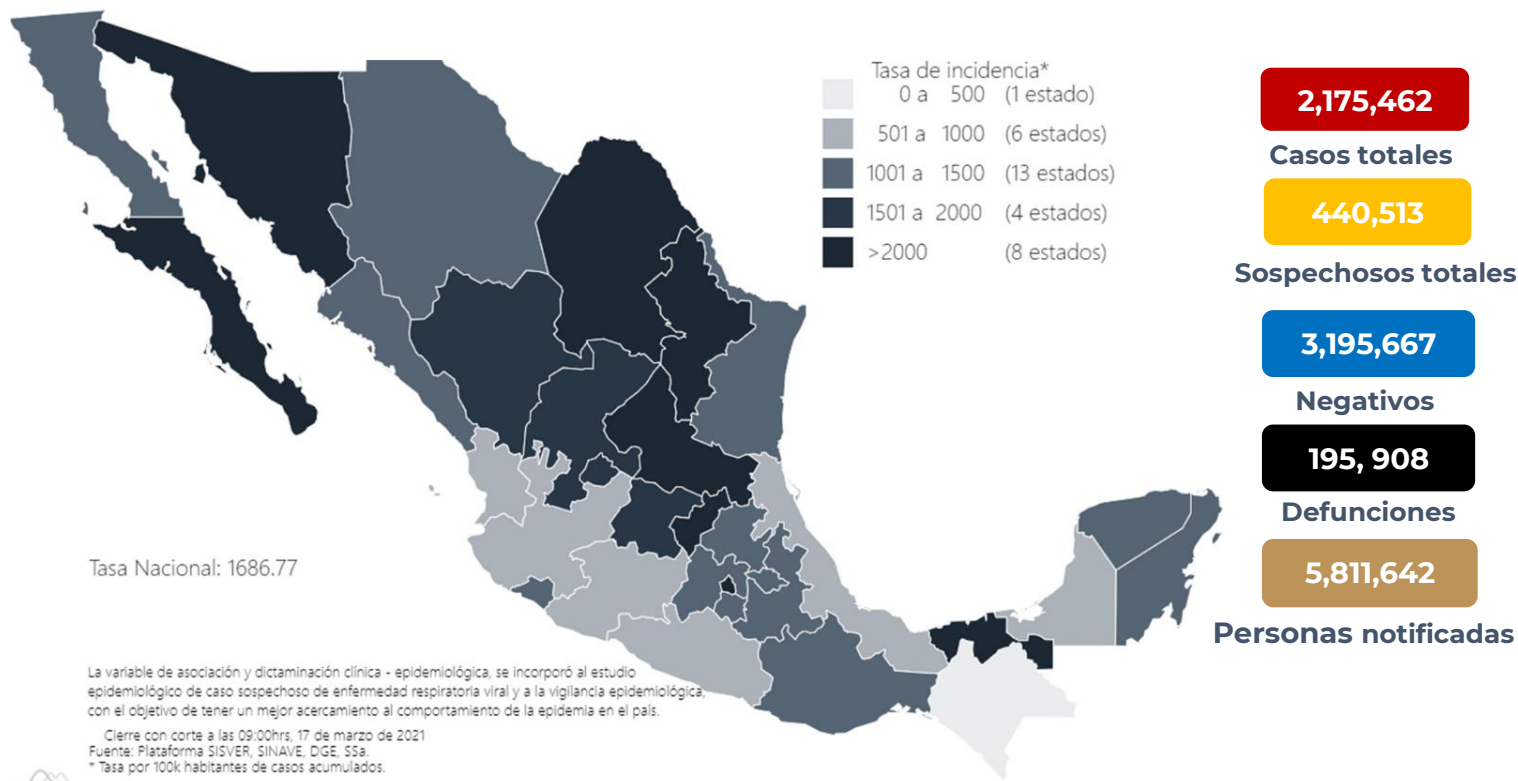 Tasa de incidencia*
0 a 500 (1 estado)
501 a 1000 (6 estados)
1001 a 1500 (13 estados)
1501 a 2000 (4 estados)
>2000 (8 estados)
2,175,462
Casos totales
440,513
Sospechosos totales
3,195,667
Negativos
195, 908
Defunciones
5,811,642
Personas notificadas
Tasa Nacional: 1686.77
La variable de asociación y dictaminación clínica - epidemiológica, se incorporó al estudio
epidemiológico de caso sospechoso de enfermedad respiratoria viral y a la vigilancia epidemiológica,
con el objetivo de tener un mejor acercamiento al comportamiento de la epidemia en el país.
Cierre con corte a las 09:00hrs, 17 de marzo de 2021
Fuente: Plataforma SISVER, SINAVE, DGE, SSa.
* Tasa por 100k habitantes de casos acumulados.